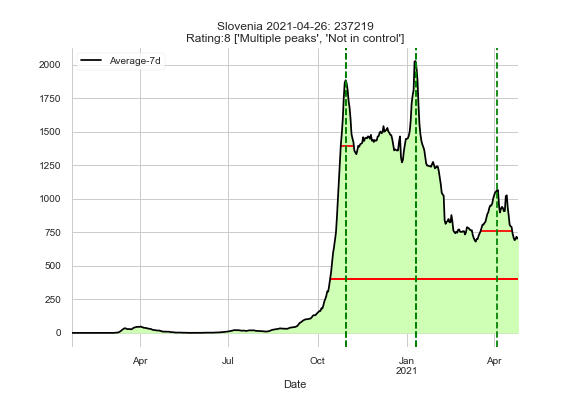 Slovenia 2021-04-26: 237219
Rating:8 ['Multiple peaks', 'Not in control']
Average-7d
2000
1750
1500
1250
1000
750
500
250
0
Apr
Jul
Oct
Jan
2021
Apr
Date